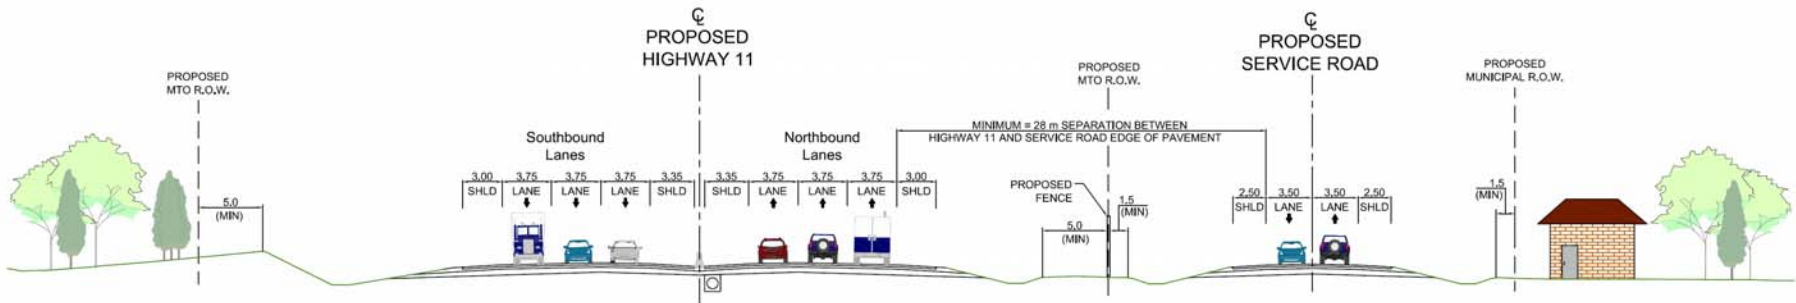 PROPOSED
MTO R.O.W.
5.0
(MIN)
Southbound
Lanes
3.00 3.75 3.75 3.75 3.35
SHLD LANE LANE LANE SHLD
℄
PROPOSED
HIGHWAY 11
Northbound
Lanes
3.35 3.75 3.75 3.75 3.00
SHLD LANE LANE LANE SHLD
MINIMUM = 28 m SEPARATION BETWEEN
HIGHWAY 11 AND SERVICE ROAD EDGE OF PAVEMENT
PROPOSED
MTO R.O.W.
PROPOSED
FENCE
1.5
(MIN)
5.0
(MIN)
℄
PROPOSED
SERVICE ROAD
2.50 3.50 3.50 2.50
SHLD LANE LANE SHLD
PROPOSED
MUNICIPAL R.O.W.
1.5
(MIN)